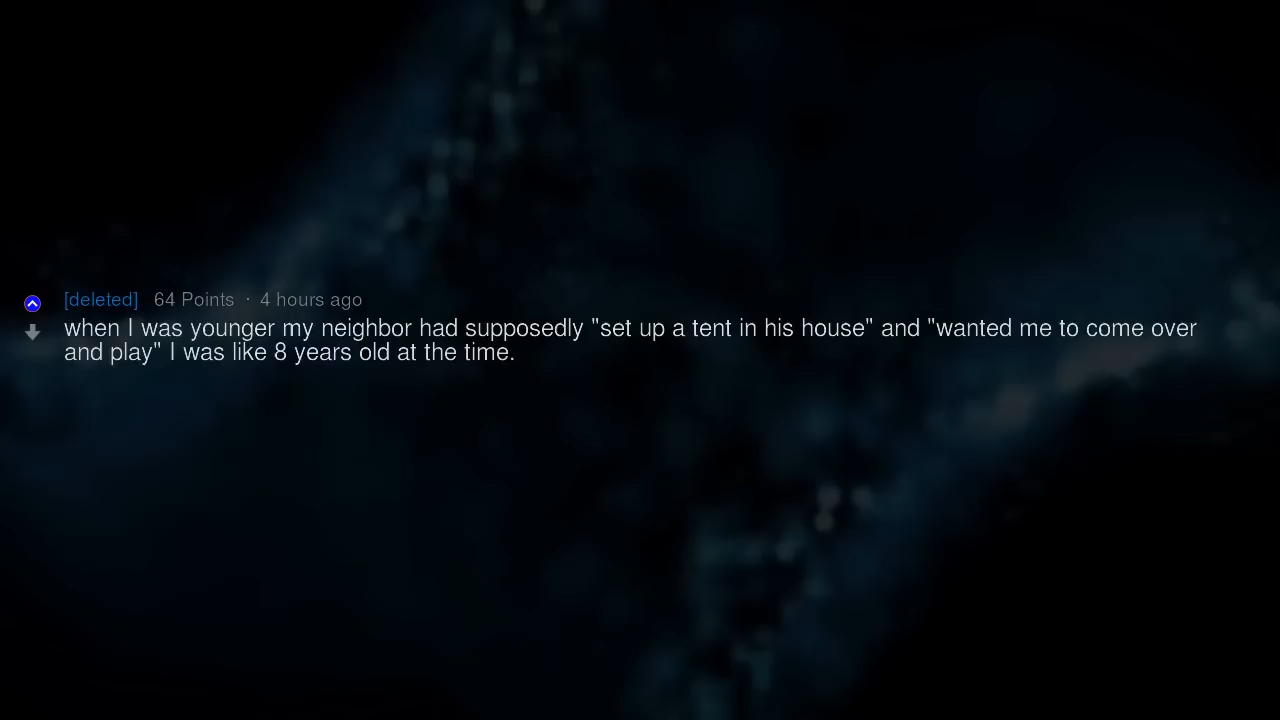 [deleted] 64 Points · 4 hours ago
when I was younger my neighbor had supposedly "set up a tent in his house" and "wanted me to come over
and play" I was like 8 years old at the time.